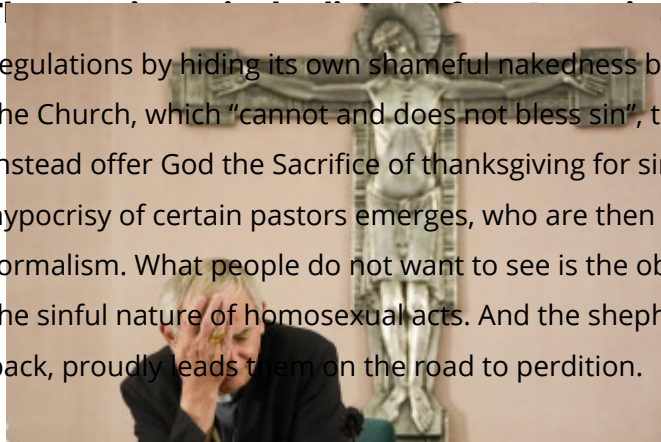 egulations by hiding its own shameful nakedness b
he Church, which “cannot and does not bless sin”, t
nstead offer God the Sacrifice of thanksgiving for si
ypocrisy of certain pastors emerges, who are then
ormalism. What people do not want to see is the ob
he sinful nature of homosexual acts. And the sheph
back, proudly leads them on the road to perdition.